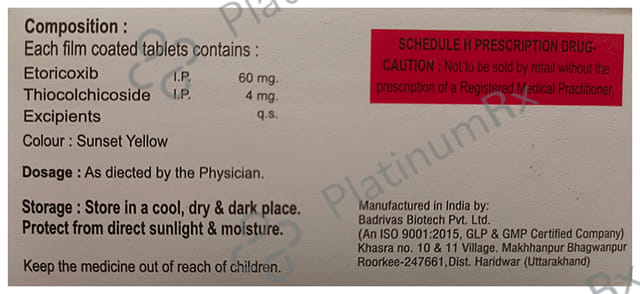 Composition :
Each film coated tablets contains :
Etoricoxib I.P. 60 mg.
Thiocolchicoside I.P. 4 mg.
Excipients q.s.
Colour : Sunset Yellow
Dosage : As diected by the Physician.
Storage : Store in a cool, dry & dark place.
Protect from direct sunlight & moisture.
Keep the medicine out of reach of children.
SCHEDULE H PRESCRIPTION DRUG-
CAUTION : Not to be sold by retail without the
prescription of a Registered Medical Practitioner
Manufactured in India by:
Badrivas Biotech Pvt. Ltd.
(An ISO 9001:2015, GLP & GMP Certified Company)
Khasra no. 10 & 11 Village. Makhhanpur Bhagwanpur
Roorkee-247661,Dist. Haridwar (Uttarakhand)
PlatinumRx